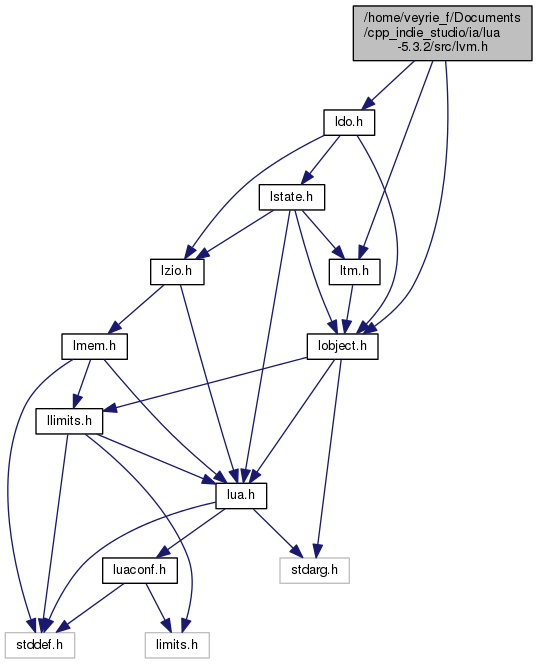 /home/veyrie_f/Documents
/cpp_indie_studio/ia/lua
-5.3.2/src/lvm.h
ldo.h
lstate.h
lzio.h
ltm.h
lmem.h
lobject.h
llimits.h
lua.h
luaconf.h
stdarg.h
stddef.h
limits.h